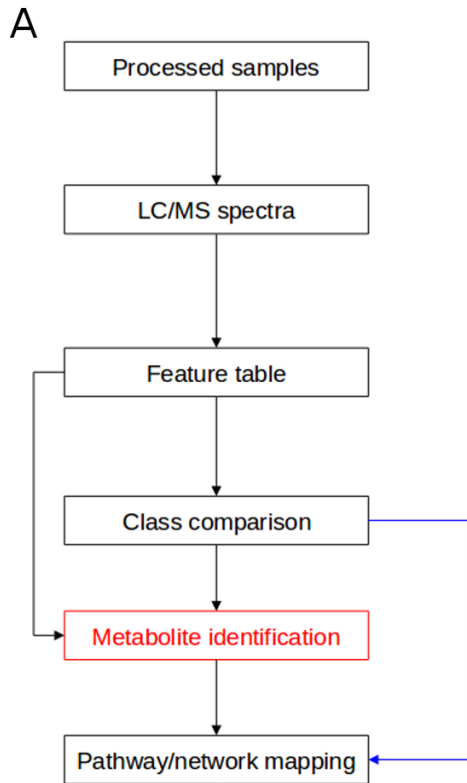 A
Processed samples
LC/MS spectra
Feature table
Class comparison
Metabolite identification
Pathway/network mapping